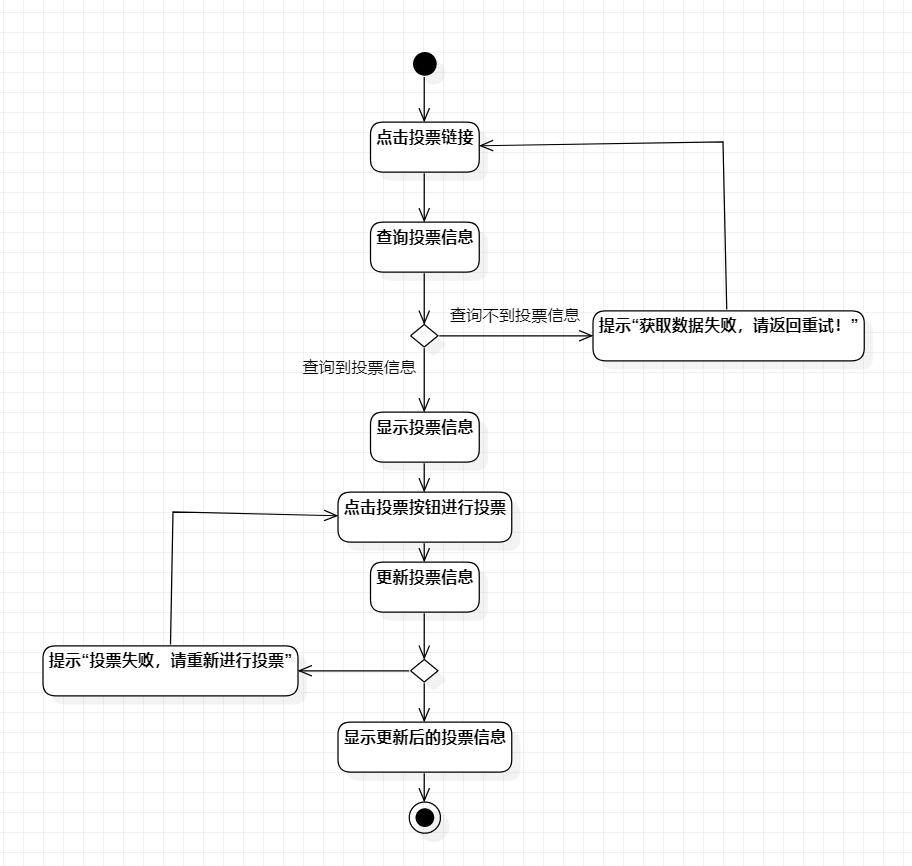 点击投票链接
查询投票信息
查询不到投票信息
提示“获取数据失败，请返回重试！”
查询到投票信息
显示投票信息
点击投票按钮进行投票
更新投票信息
提示“投票失败，请重新进行投票”
显示更新后的投票信息